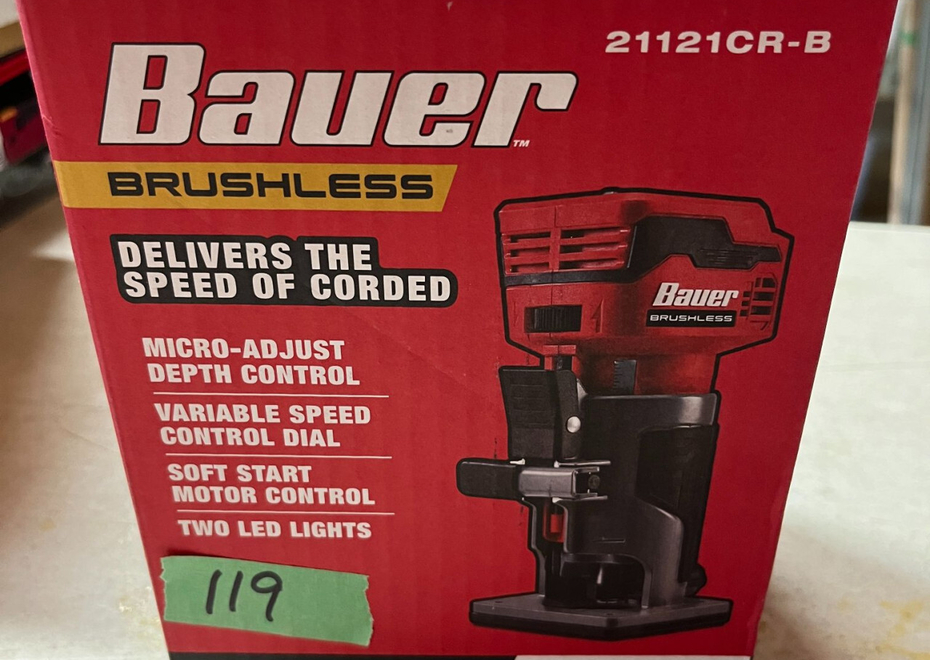 21121CR-B
Bauer™
BRUSHLESS
DELIVERS THE
SPEED OF CORDED
MICRO-ADJUST
DEPTH CONTROL
VARIABLE SPEED
CONTROL DIAL
SOFT START
MOTOR CONTROL
TWO LED LIGHTS
Bauer
BRUSHLESS
119